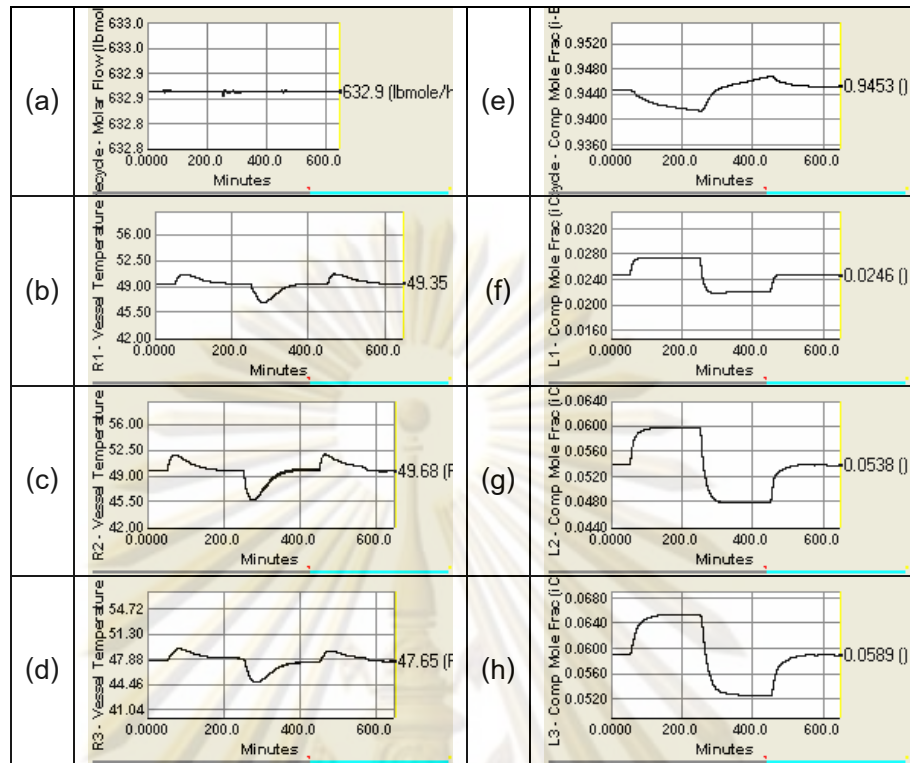 (a)
ecycle - Molar Flow (lbmol
633.0
633.0
632.9
632.9
632.8
632.8
0.0000 200.0 400.0 600.0
Minutes
632.9 (lbmole/h
(e)
cycle - Comp Mole Frac (i-B
0.9520
0.9480
0.9440
0.9400
0.9360
0.0000 200.0 400.0 600.0
Minutes
0.9453 ()
(b)
R1 - Vessel Temperature
56.00
52.50
49.00
45.50
42.00
0.0000 200.0 400.0 600.0
Minutes
49.35
(f)
L1 - Comp Mole Frac (iC
0.0320
0.0280
0.0240
0.0200
0.0160
0.0000 200.0 400.0 600.0
Minutes
0.0246 ()
(c)
R2 - Vessel Temperature
56.00
52.50
49.00
45.50
42.00
0.0000 200.0 400.0 600.0
Minutes
49.68 (F
(g)
L2 - Comp Mole Frac (iC
0.0640
0.0600
0.0560
0.0520
0.0480
0.0440
0.0000 200.0 400.0 600.0
Minutes
0.0538 ()
(d)
R3 - Vessel Temperature
54.72
51.30
47.88
44.46
41.04
0.0000 200.0 400.0 600.0
Minutes
47.65 (F
(h)
L3 - Comp Mole Frac (iC
0.0680
0.0640
0.0600
0.0560
0.0520
0.0000 200.0 400.0 600.0
Minutes
0.0589 ()